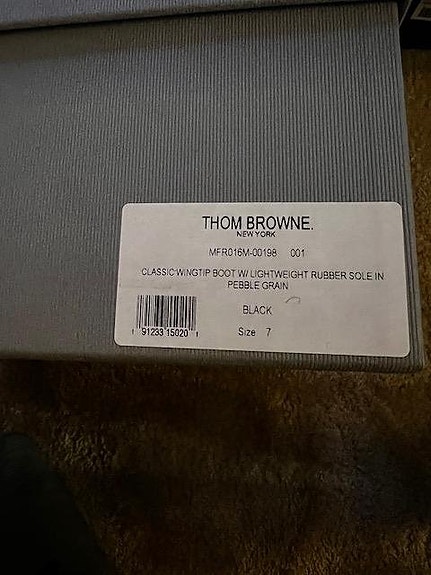 THOM BROWNE.
NEW YORK
MFR016M-00198 001
CLASSIC WINGTIP BOOT W/ LIGHTWEIGHT RUBBER SOLE IN
PEBBLE GRAIN
BLACK
Size 7
91233 15020